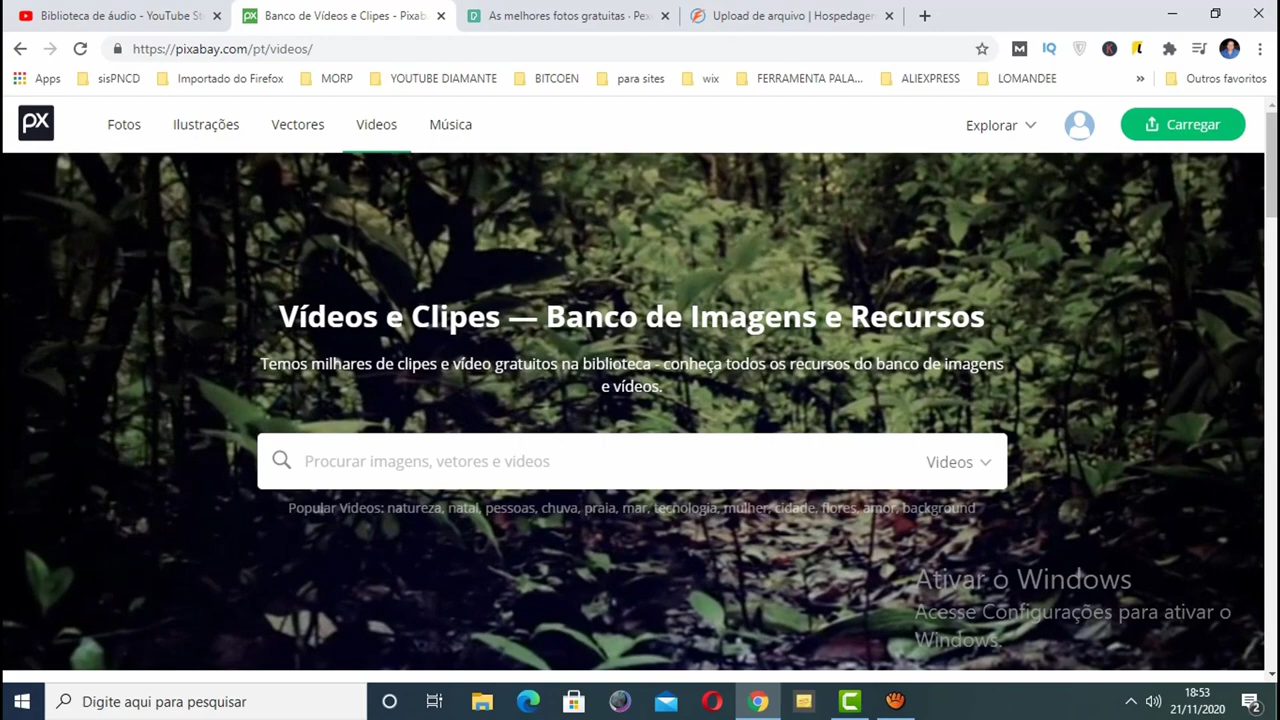 Biblioteca de áudio - YouTube St
Banco de Vídeos e Clipes - Pixab
As melhores fotos gratuitas · Pex
Upload de arquivo | Hospedagen
https://pixabay.com/pt/videos/
Apps
sisPNCD
Importado do Firefox
MORP
YOUTUBE DIAMANTE
BITCOEN
para sites
wix
FERRAMENTA PALA...
ALIEXPRESS
LOMANDEE
»
Outros favoritos
px
Fotos
Ilustrações
Vectores
Videos
Música
Explorar
Carregar
Vídeos e Clipes — Banco de Imagens e Recursos
Temos milhares de clipes e vídeo gratuitos na biblioteca - conheça todos os recursos do banco de imagens
e vídeos.
Procurar imagens, vetores e videos
Videos
Popular Videos: natureza, natal, pessoas, chuva, praia, mar, tecnologia, mulher, cidade, flores, amor, background
Ativar o Windows
Acesse Configurações para ativar o
Windows.
Digite aqui para pesquisar
18:53
21/11/2020
2